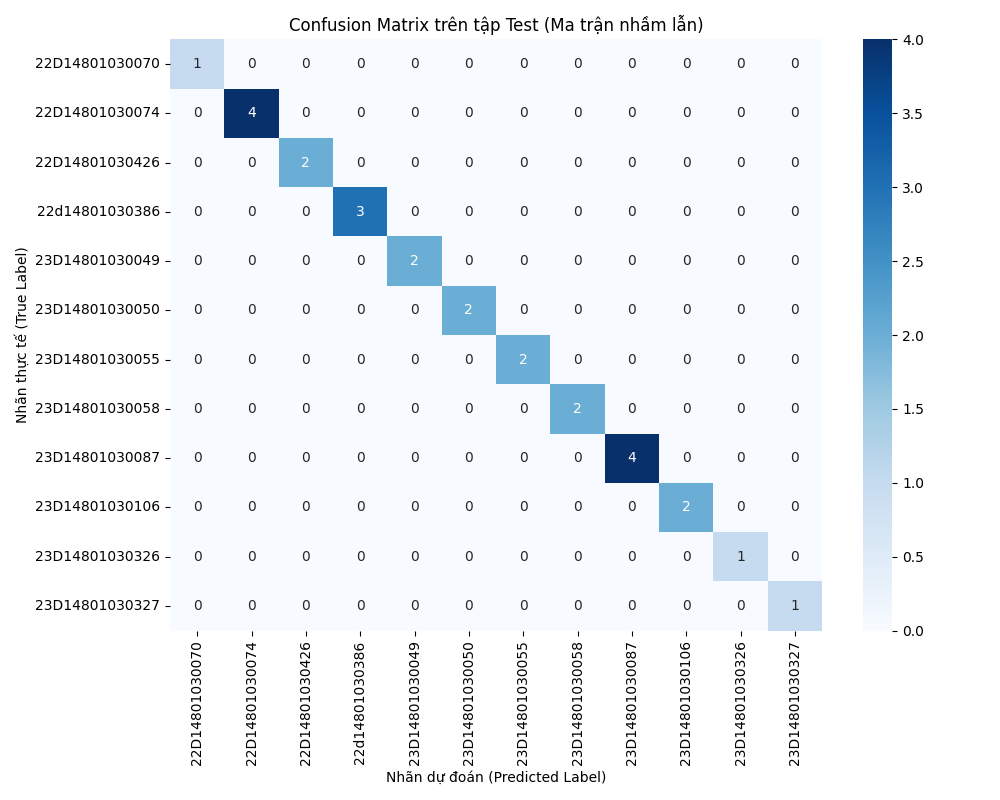 Confusion Matrix trên tập Test (Ma trận nhầm lẫn)
Nhãn thực tế (True Label)
22D14801030070 1 0 0 0 0 0 0 0 0 0 0 0
22D14801030074 0 4 0 0 0 0 0 0 0 0 0 0
22D14801030426 0 0 2 0 0 0 0 0 0 0 0 0
22d14801030386 0 0 0 3 0 0 0 0 0 0 0 0
23D14801030049 0 0 0 0 2 0 0 0 0 0 0 0
23D14801030050 0 0 0 0 0 2 0 0 0 0 0 0
23D14801030055 0 0 0 0 0 0 2 0 0 0 0 0
23D14801030058 0 0 0 0 0 0 0 2 0 0 0 0
23D14801030087 0 0 0 0 0 0 0 0 4 0 0 0
23D14801030106 0 0 0 0 0 0 0 0 0 2 0 0
23D14801030326 0 0 0 0 0 0 0 0 0 0 1 0
23D14801030327 0 0 0 0 0 0 0 0 0 0 0 1
22D14801030070
22D14801030074
22D14801030426
22d14801030386
23D14801030049
23D14801030050
23D14801030055
23D14801030058
23D14801030087
23D14801030106
23D14801030326
23D14801030327
Nhãn dự đoán (Predicted Label)
4.0
3.5
3.0
2.5
2.0
1.5
1.0
0.5
0.0